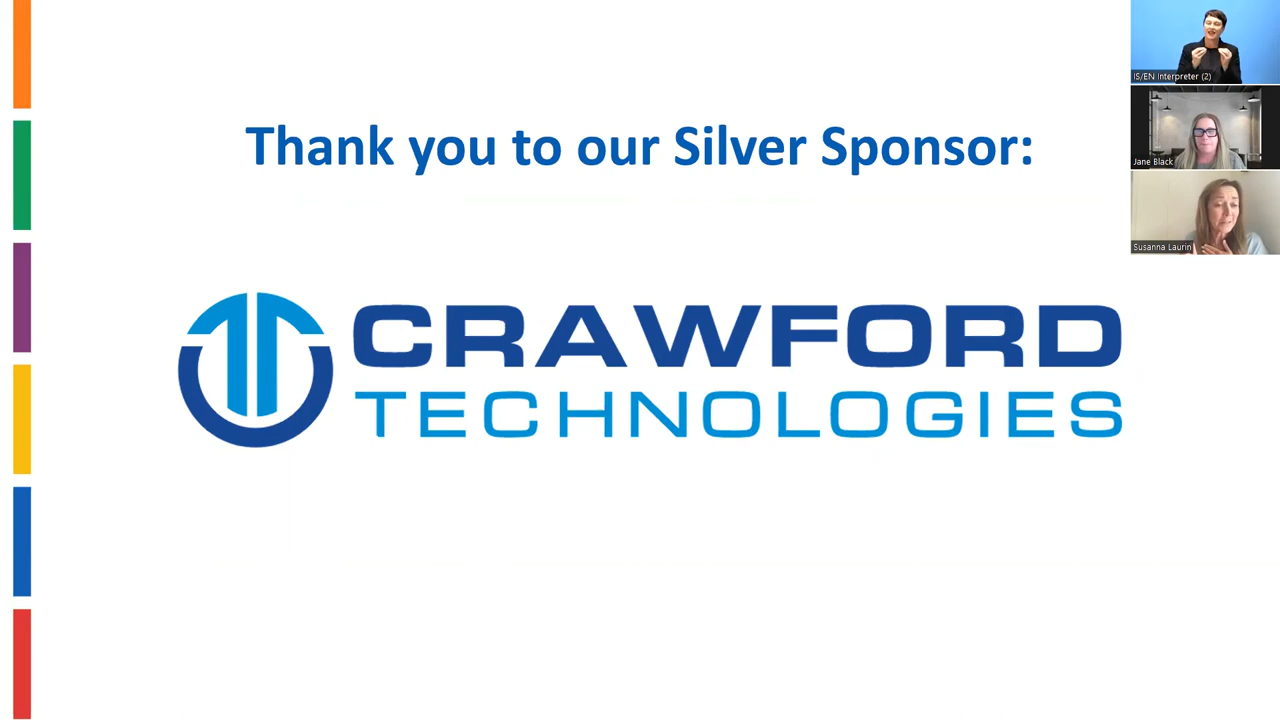 Thank you to our Silver Sponsor:
CRAWFORD
TECHNOLOGIES
IS/EN Interpreter (2)
Jane Black
Susanna Laurin